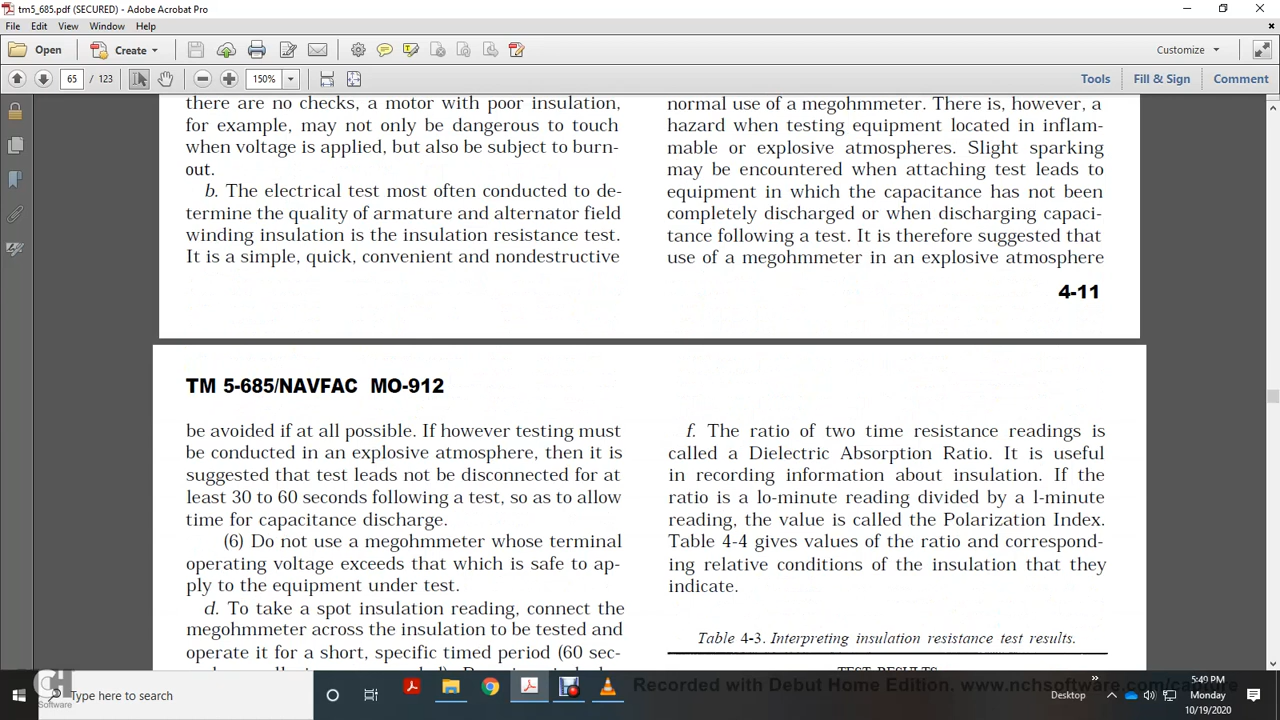 tm5_685.pdf (SECURED) - Adobe Acrobat Pro
File Edit View Window Help
Open Create Customize
65 / 123 150% Tools Fill & Sign Comment
there are no checks, a motor with poor insulation,
for example, may not only be dangerous to touch
when voltage is applied, but also be subject to burn-
out.
b. The electrical test most often conducted to de-
termine the quality of armature and alternator field
winding insulation is the insulation resistance test.
It is a simple, quick, convenient and nondestructive
normal use of a megohmmeter. There is, however, a
hazard when testing equipment located in inflam-
mable or explosive atmospheres. Slight sparking
may be encountered when attaching test leads to
equipment in which the capacitance has not been
completely discharged or when discharging capaci-
tance following a test. It is therefore suggested that
use of a megohmmeter in an explosive atmosphere
4-11
TM 5-685/NAVFAC MO-912
be avoided if at all possible. If however testing must
be conducted in an explosive atmosphere, then it is
suggested that test leads not be disconnected for at
least 30 to 60 seconds following a test, so as to allow
time for capacitance discharge.
(6) Do not use a megohmmeter whose terminal
operating voltage exceeds that which is safe to ap-
ply to the equipment under test.
d. To take a spot insulation reading, connect the
megohmmeter across the insulation to be tested and
operate it for a short, specific timed period (60 sec-
f. The ratio of two time resistance readings is
called a Dielectric Absorption Ratio. It is useful
in recording information about insulation. If the
ratio is a lo-minute reading divided by a l-minute
reading, the value is called the Polarization Index.
Table 4-4 gives values of the ratio and correspond-
ing relative conditions of the insulation that they
indicate.
Table 4-3. Interpreting insulation resistance test results.
TEST RESULTS
Type here to search
Recorded with Debut Home Edition. www.nchsoftware.com/capture
CH
Software
Desktop
5:49 PM
Monday
10/19/2020